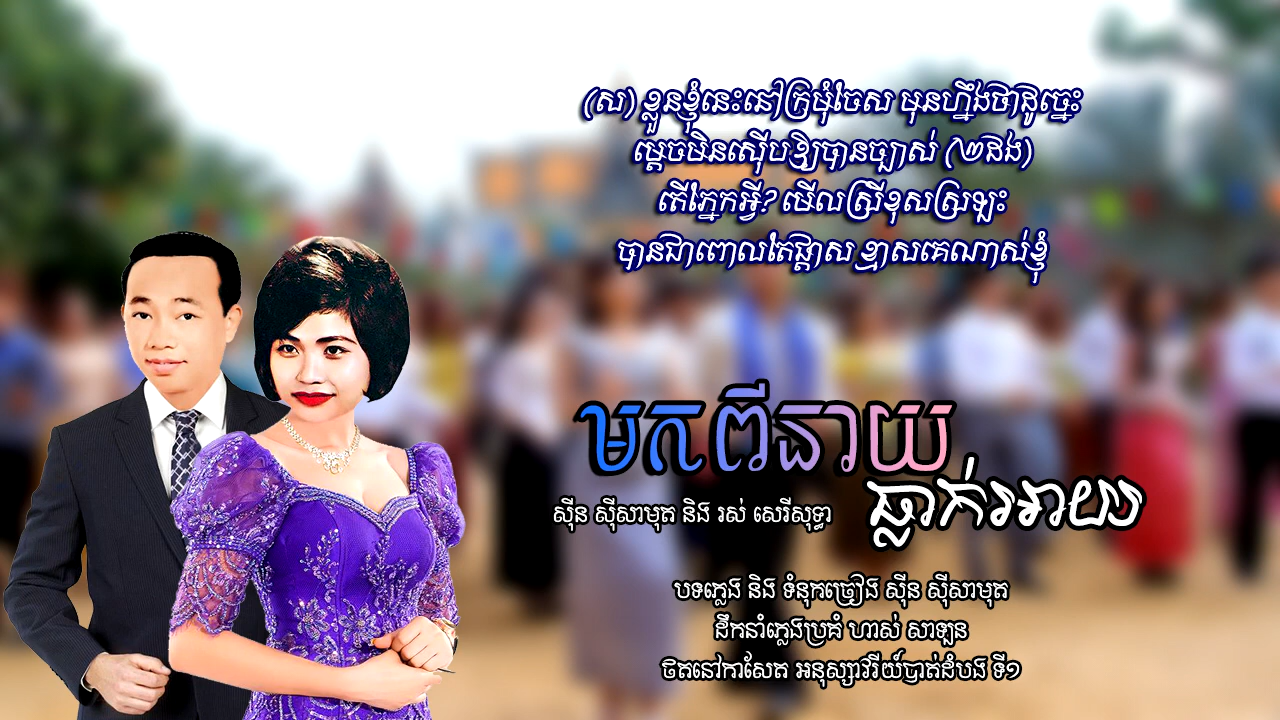 (ស) ខ្លួនខ្ញុំនេះនៅក្រមុំចែស មុនហ្នឹងថាដូច្នេះ
ម្ដេចមិនស៊ើបឱ្យបានច្បាស់ (២ដង)
តើភ្នែកអ្វី? មើលស្រីខុសស្រឡះ
បានជាពោលតែផ្ដាស ខ្មាសគេណាស់ខ្ញុំ
មកពីនាយ
ធ្លាក់រអាយរ
ស៊ីន ស៊ីសាមុត និង រស់ សេរីសុទ្ធា
បទភ្លេង និង ទំនុកច្រៀង ស៊ីន ស៊ីសាមុត
ដឹកនាំភ្លេងប្រគំ ហាស់ សាឡន
ថតនៅកាសែត អនុស្សាវរីយ៍បាត់ដំបង ទី១